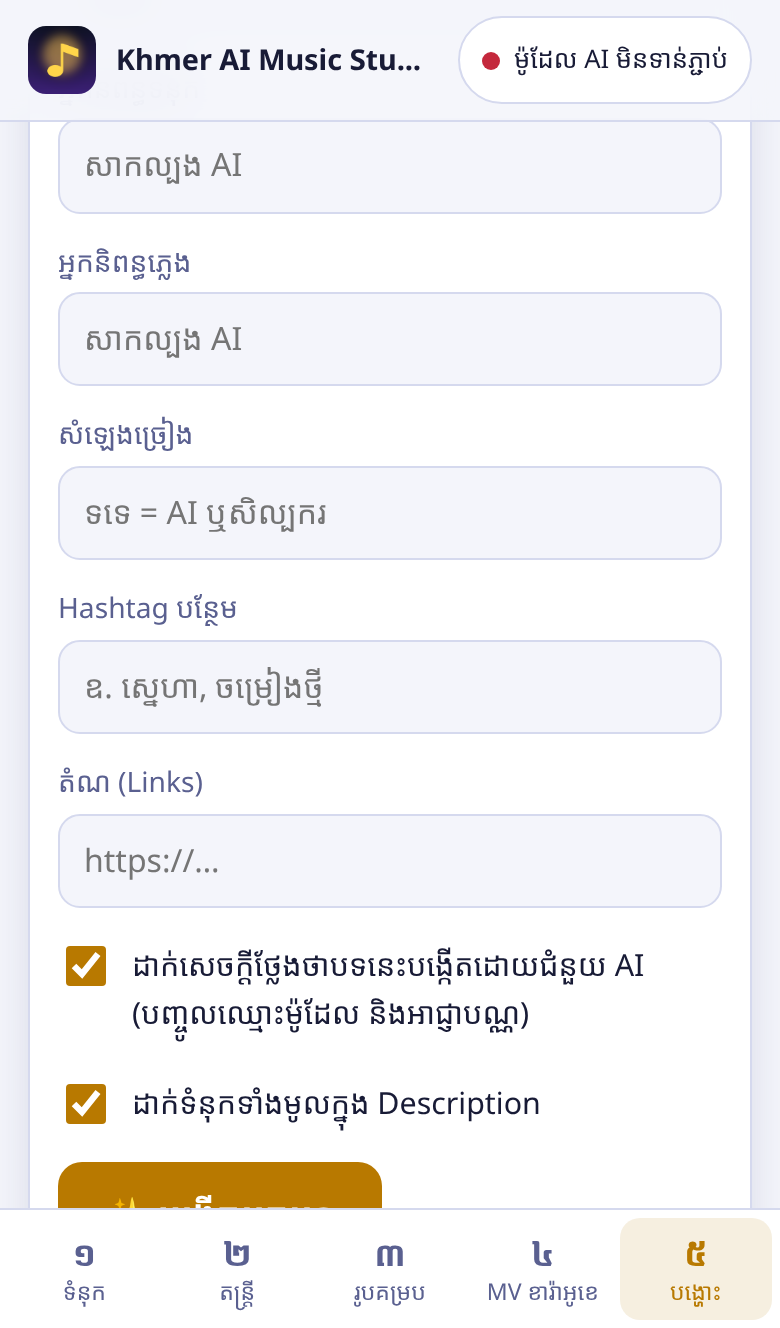 Khmer AI Music Stu...
ម៉ូដែល AI មិនទាន់ភ្ជាប់
សាកល្បង AI
អ្នកនិពន្ធភ្លេង
សាកល្បង AI
សំឡេងច្រៀង
ទទេ = AI ឬសិល្បករ
Hashtag បន្ថែម
ឧ. ស្នេហា, ចម្រៀងថ្មី
តំណ (Links)
https://...
ដាក់សេចក្ដីថ្លែងថាបទនេះបង្កើតដោយជំនួយ AI
(បញ្ចូលឈ្មោះម៉ូដែល និងអាជ្ញាបណ្ណ)
ដាក់ទំនុកទាំងមូលក្នុង Description
១ ២ ៣ ៤ ៥
ទំនុក តន្ត្រី រូបគម្រប MV ខារ៉ាអូខេ បង្ហោះ